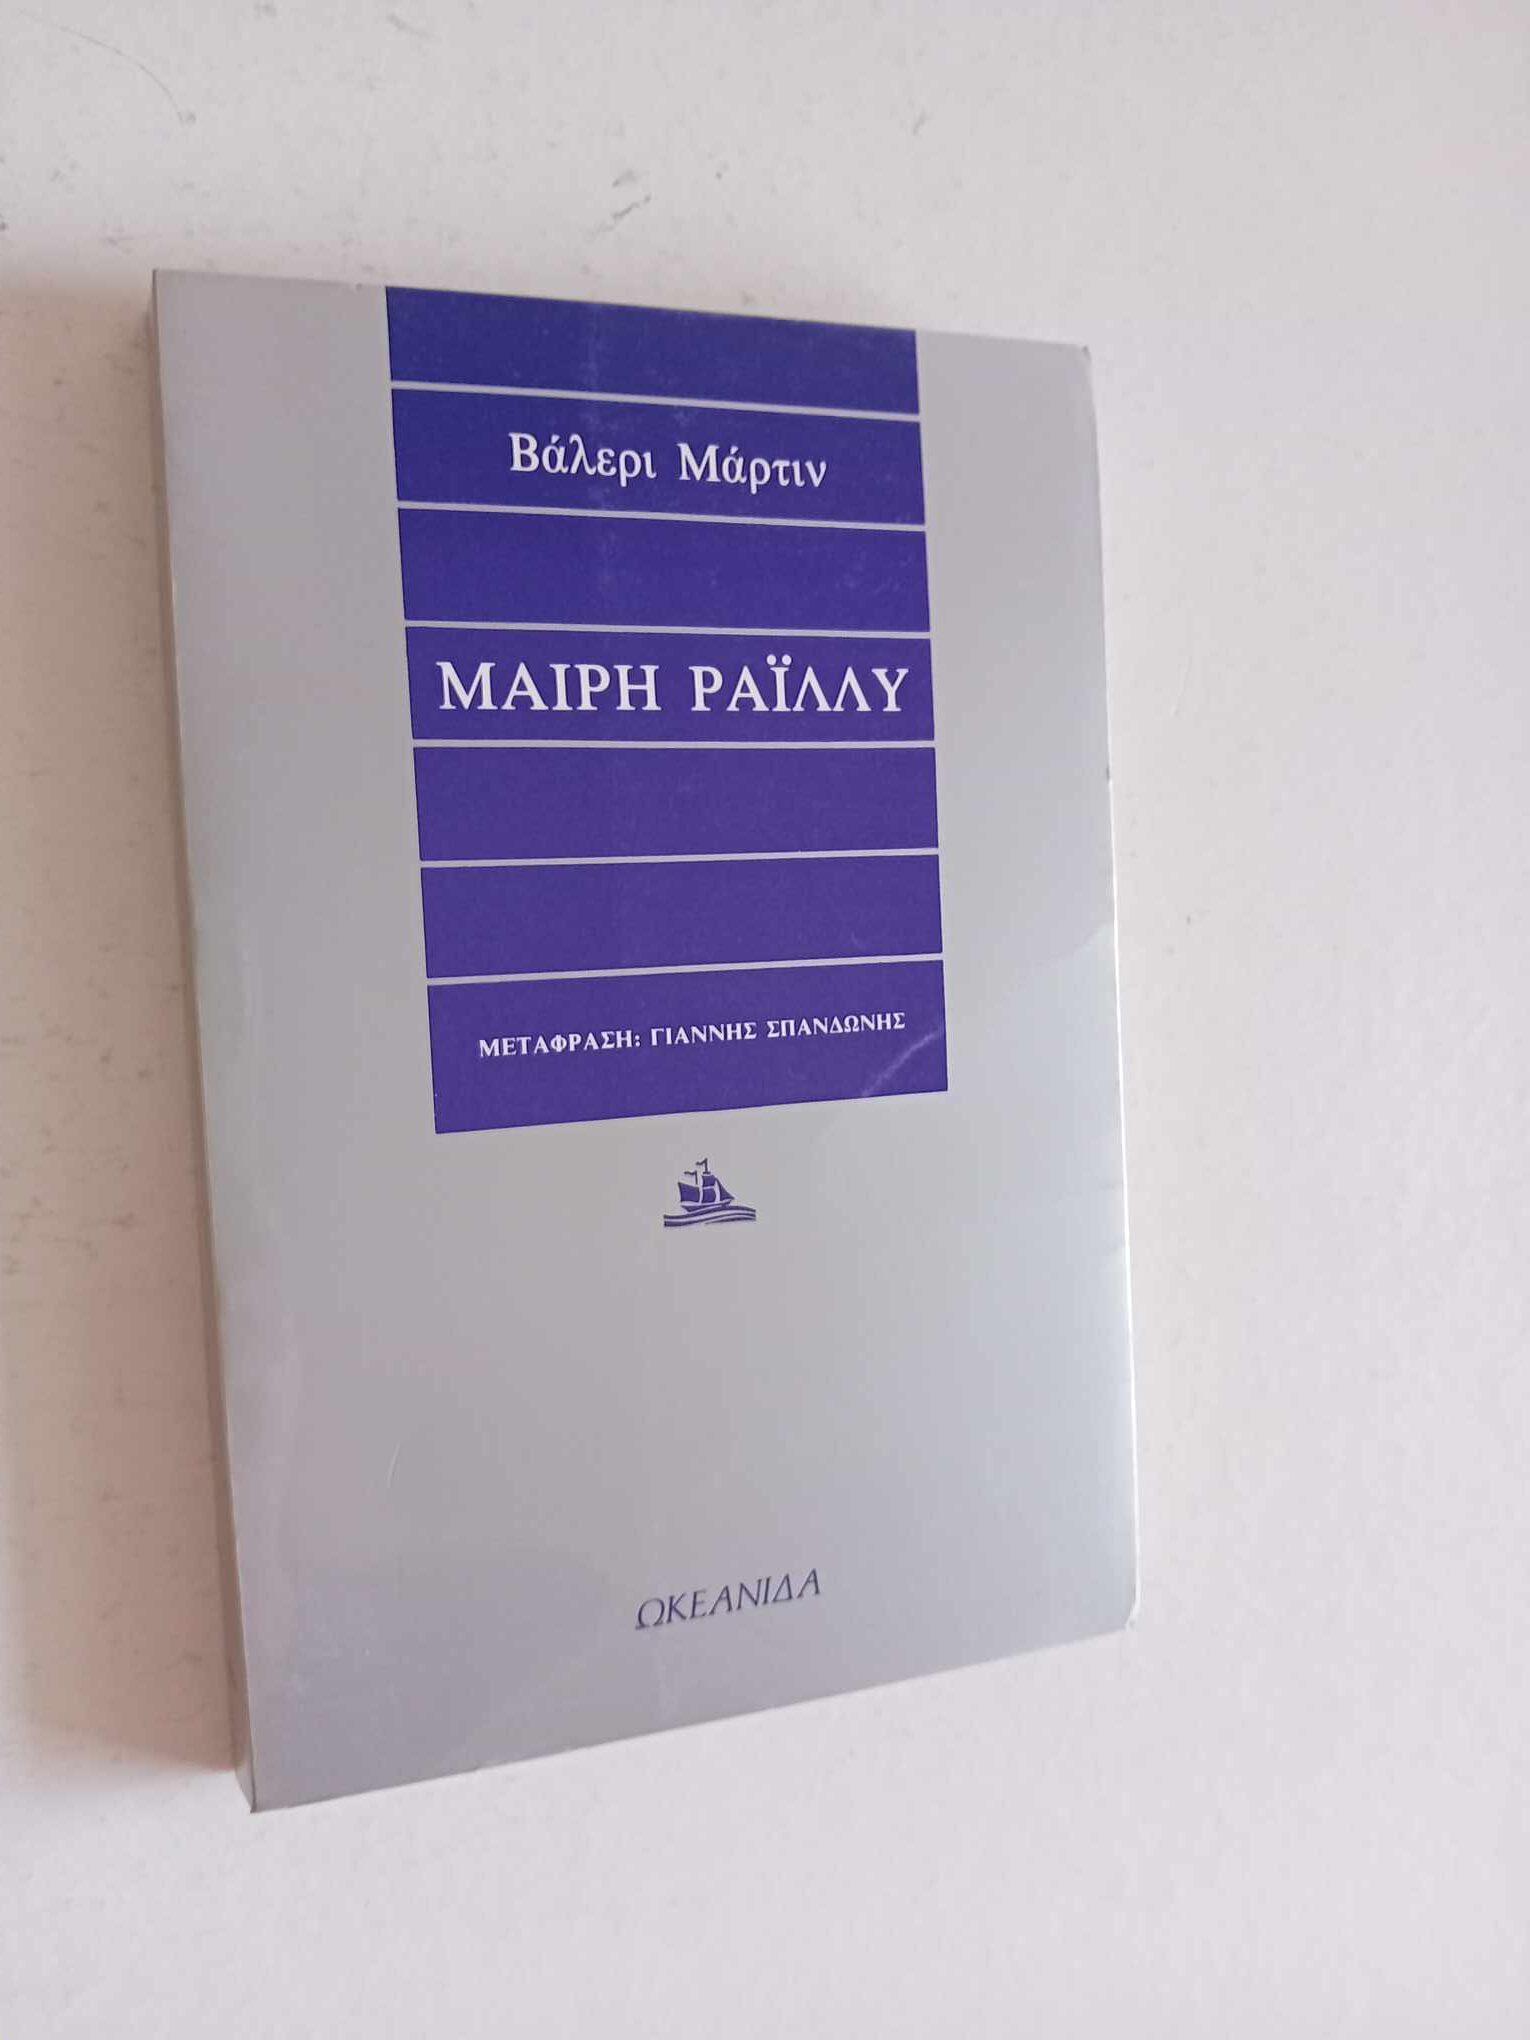 Βάλερι Μάρτιν
ΜΑΙΡΗ ΡΑΪΛΛΥ
ΜΕΤΑΦΡΑΣΗ: ΓΙΑΝΝΗΣ ΣΠΑΝΔΩΝΗΣ
ΩΚΕΑΝΙΔΑ